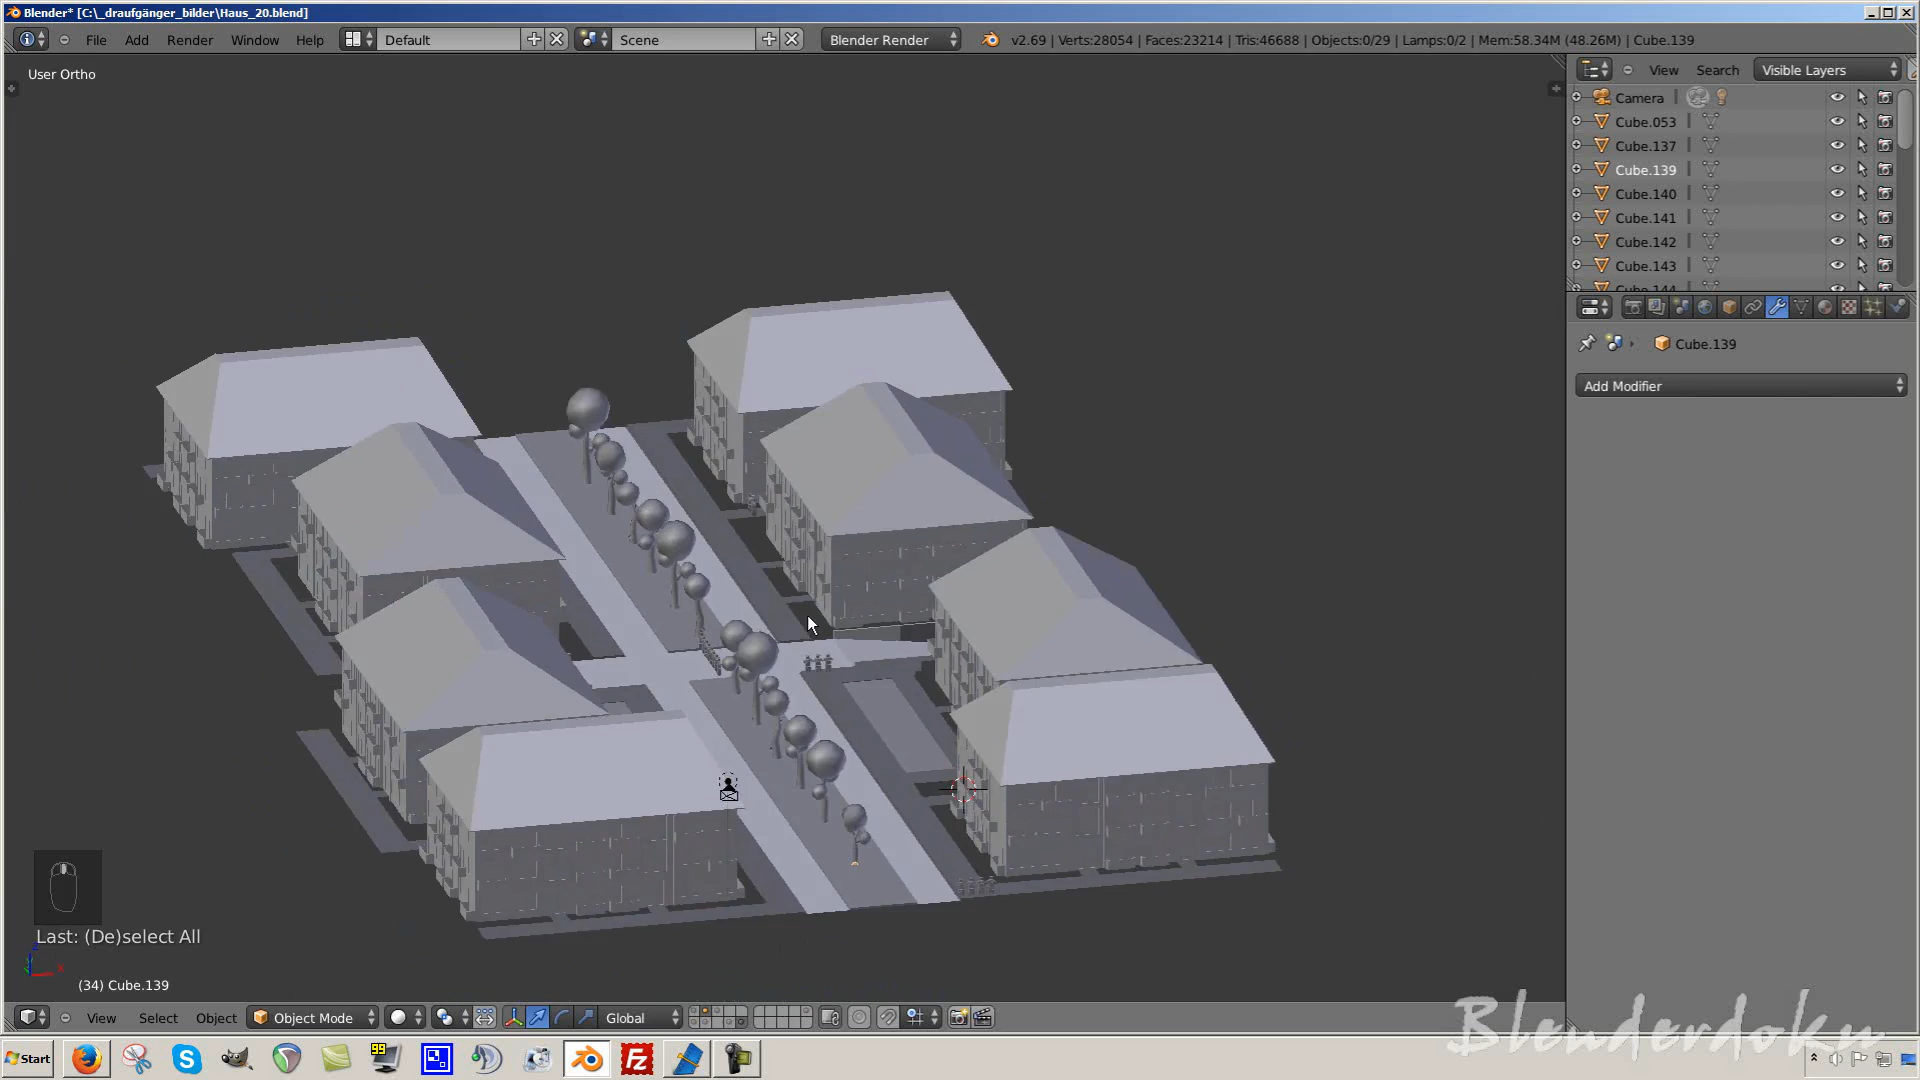 Blender* [C:\_draufgänger_bilder\Haus_20.blend]
File Add Render Window Help Default Scene Blender Render v2.69 | Verts:28054 | Faces:23214 | Tris:46688 | Objects:0/29 | Lamps:0/2 | Mem:58.34M (48.26M) | Cube.139
User Ortho
View Search Visible Layers
Camera
Cube.053
Cube.137
Cube.139
Cube.140
Cube.141
Cube.142
Cube.143
Cube.144
Cube.139
Add Modifier
Last: (De)select All
(34) Cube.139
View Select Object Object Mode Global
Blenderdoku
Start
99